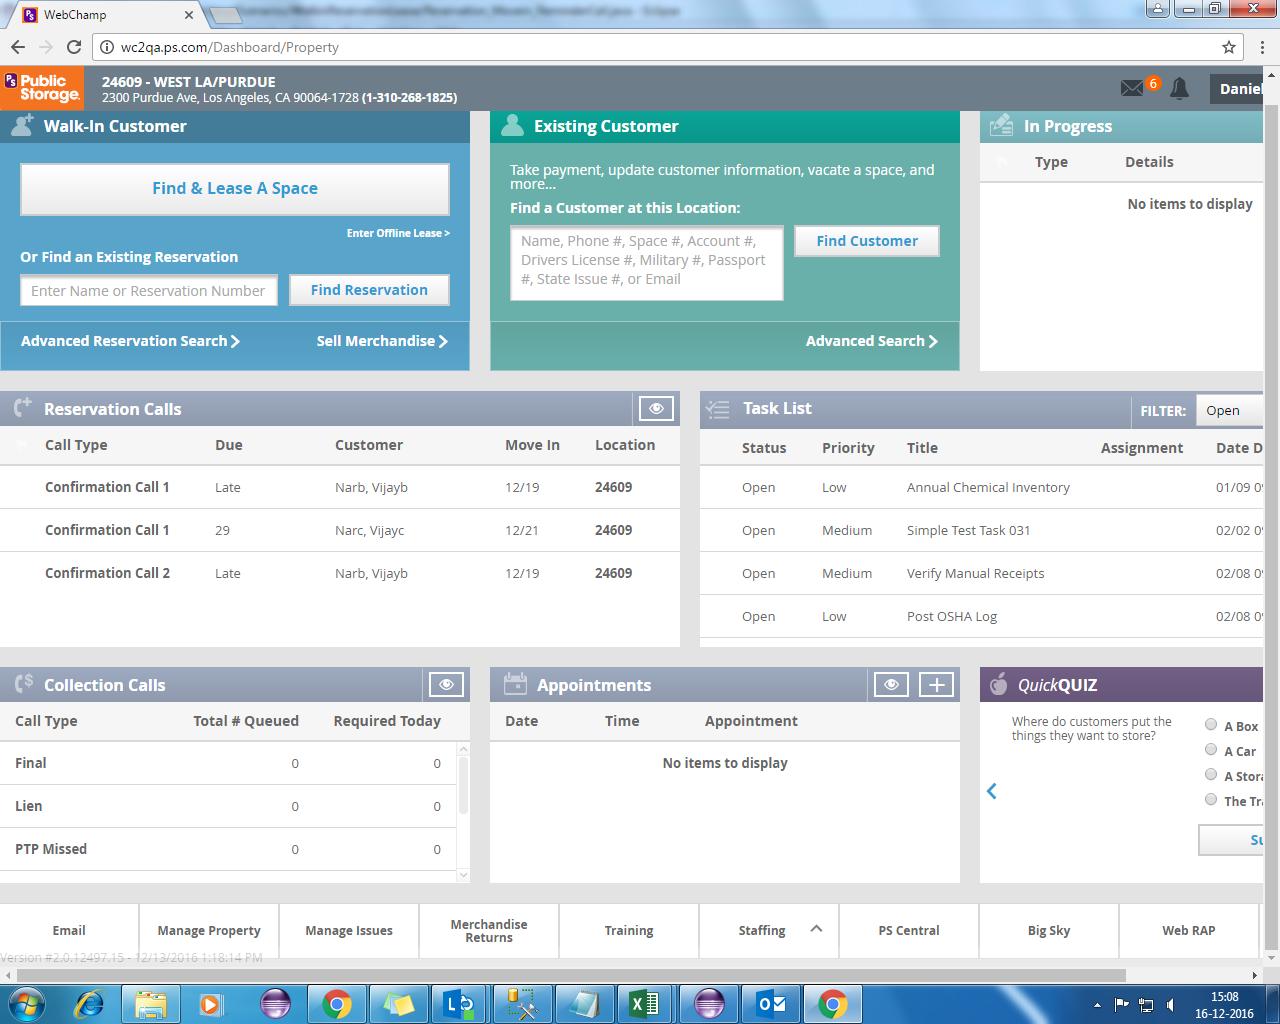 WebChamp
wc2qa.ps.com/Dashboard/Property
PS Public Storage.
24609 - WEST LA/PURDUE
2300 Purdue Ave, Los Angeles, CA 90064-1728 (1-310-268-1825)
6
Daniel
Walk-In Customer
Find & Lease A Space
Enter Offline Lease >
Or Find an Existing Reservation
Enter Name or Reservation Number
Find Reservation
Advanced Reservation Search
Sell Merchandise
Existing Customer
Take payment, update customer information, vacate a space, and
more...
Find a Customer at this Location:
Name, Phone #, Space #, Account #,
Drivers License #, Military #, Passport
#, State Issue #, or Email
Find Customer
Advanced Search
In Progress
Type Details
No items to display
Reservation Calls
Call Type Due Customer Move In Location
Confirmation Call 1 Late Narb, Vijayb 12/19 24609
Confirmation Call 1 29 Narc, Vijayc 12/21 24609
Confirmation Call 2 Late Narb, Vijayb 12/19 24609
Task List
FILTER: Open
Status Priority Title Assignment Date D
Open Low Annual Chemical Inventory 01/09 0
Open Medium Simple Test Task 031 02/02 0
Open Medium Verify Manual Receipts 02/08 0
Open Low Post OSHA Log 02/08 0
Collection Calls
Call Type Total # Queued Required Today
Final 0 0
Lien 0 0
PTP Missed 0 0
Appointments
Date Time Appointment
No items to display
QuickQUIZ
Where do customers put the
things they want to store?
A Box
A Car
A Stora
The Tra
Su
Email
Manage Property
Manage Issues
Merchandise
Returns
Training
Staffing
PS Central
Big Sky
Web RAP
Version #2.0.12497.15 - 12/13/2016 1:18:14 PM
15:08
16-12-2016